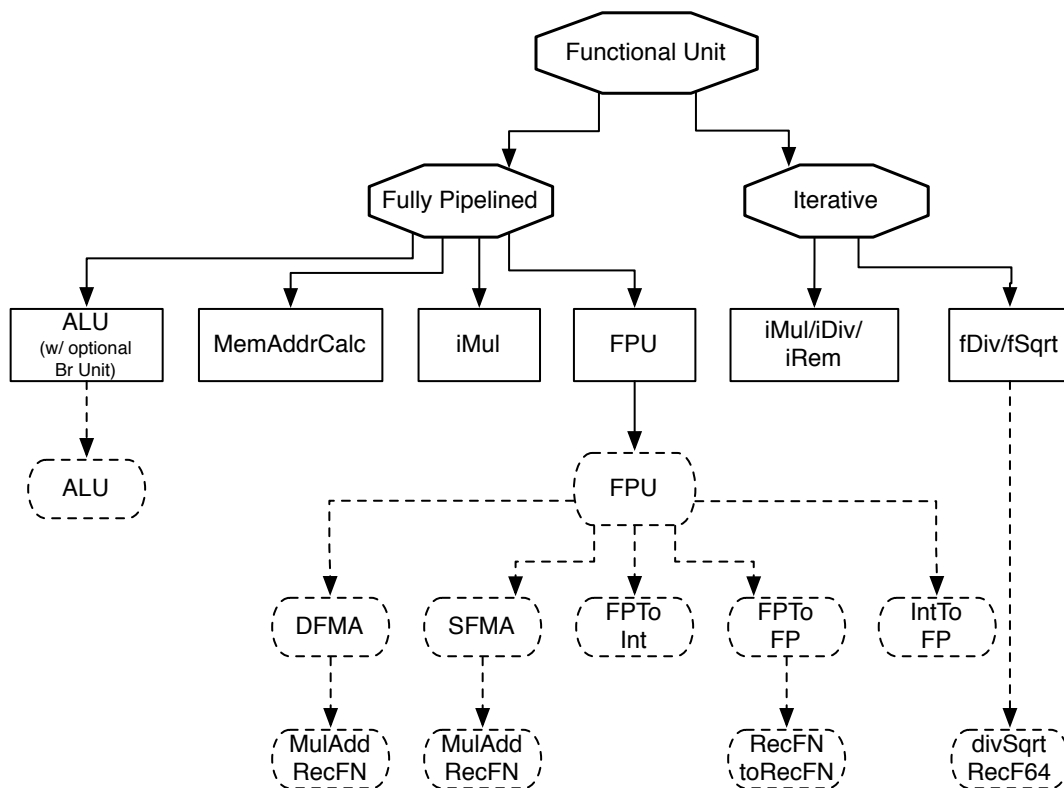 Functional Unit
Fully Pipelined
Iterative
ALU
(w/ optional
Br Unit)
MemAddrCalc
iMul
FPU
iMul/iDiv/
iRem
fDiv/fSqrt
ALU
FPU
DFMA
SFMA
FPTo
Int
FPTo
FP
IntTo
FP
MulAdd
RecFN
MulAdd
RecFN
RecFN
toRecFN
divSqrt
RecF64